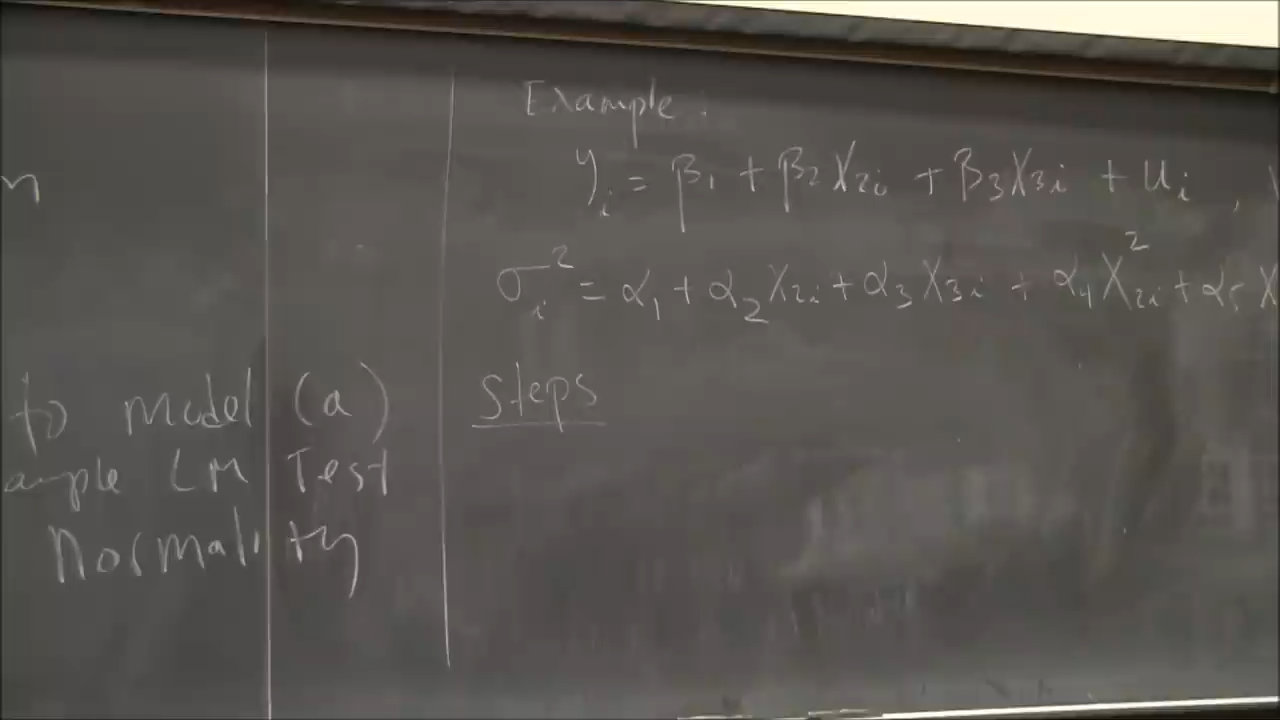 n
to model (a)
ample LM Test
Normality
Example:
y_i = β_1 + β_2 X_2i + β_3 X_3i + u_i ,
σ_i^2 = α_1 + α_2 X_2i + α_3 X_3i + α_4 X_2i^2 + α_5 X
Steps